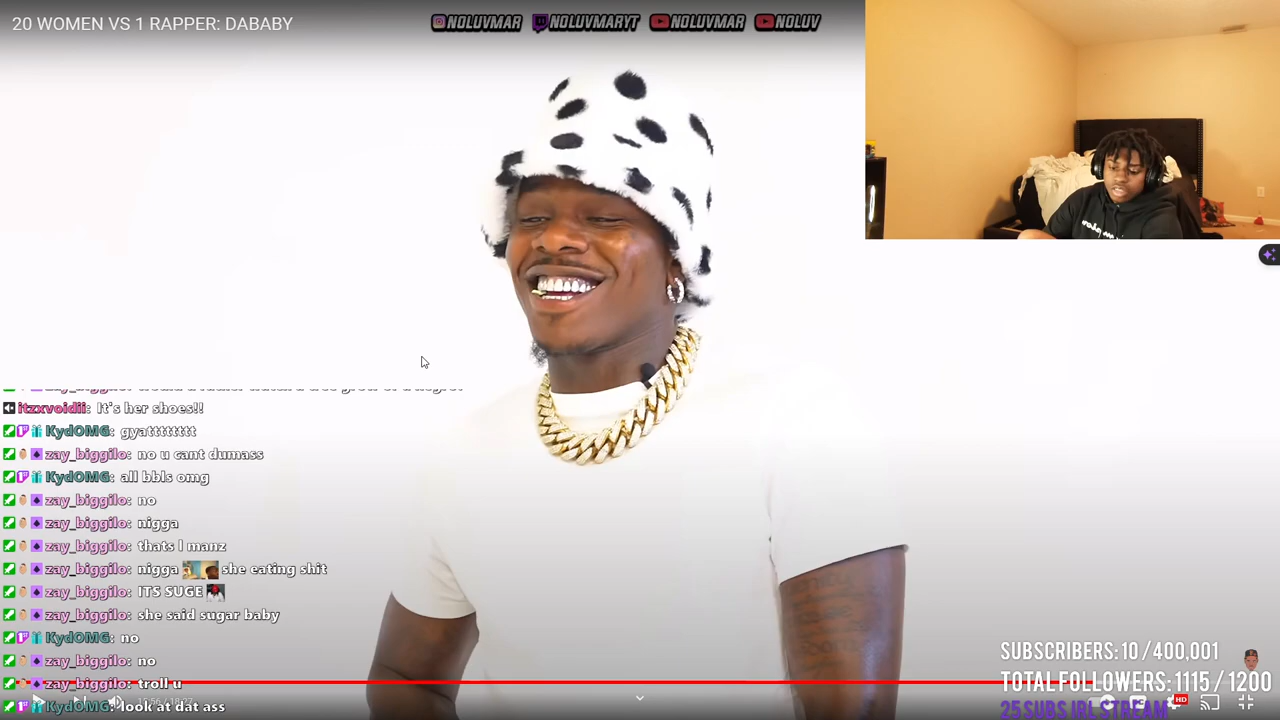 20 WOMEN VS 1 RAPPER: DABABY
NOLUVMAR NOLUVMARYT NOLUVMAR NOLUV
itzxvoidii: It's her shoes!!
KydOMG: gyattttttt
zay_biggilo: no u cant dumass
KydOMG: all bbls omg
zay_biggilo: no
zay_biggilo: nigga
zay_biggilo: thats l manz
zay_biggilo: nigga she eating shit
zay_biggilo: ITS SUGE
zay_biggilo: she said sugar baby
KydOMG: no
zay_biggilo: no
zay_biggilo: troll u
KydOMG: look at dat ass
SUBSCRIBERS: 10 /400,001
TOTAL FOLLOWERS: 1115 / 1200
HD
25 SUBS IRL STREAM